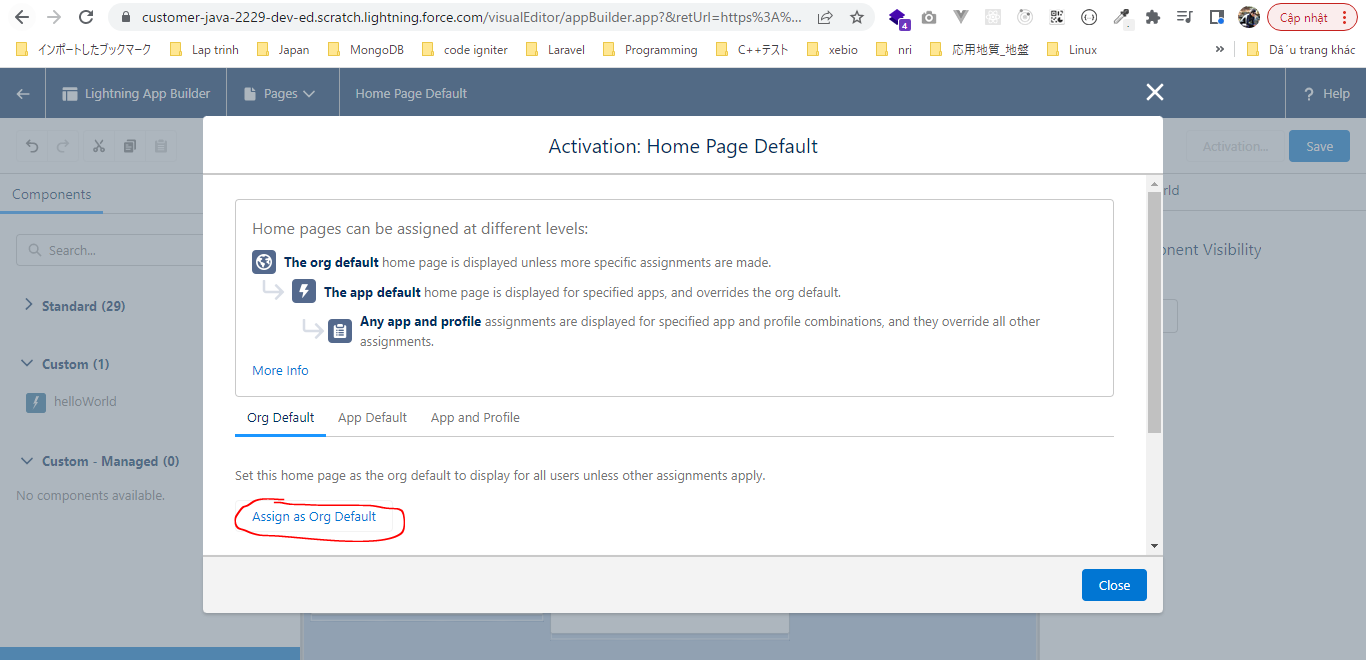 customer-java-2229-dev-ed.scratch.lightning.force.com/visualEditor/appBuilder.app?&retUrl=https%3A%...
4
Cập nhật
インポートしたブックマーク Lap trinh Japan MongoDB code igniter Laravel Programming C++テスト xebio nri 応用地質_地盤 Linux » Dấu trang khác
Lightning App Builder Pages Home Page Default ? Help
Activation: Home Page Default
Activation... Save
Components
rld
Home pages can be assigned at different levels:
Search...
onent Visibility
The org default home page is displayed unless more specific assignments are made.
The app default home page is displayed for specified apps, and overrides the org default.
Standard (29)
Any app and profile assignments are displayed for specified app and profile combinations, and they override all other
assignments.
Custom (1)
More Info
helloWorld
Org Default App Default App and Profile
Custom - Managed (0)
Set this home page as the org default to display for all users unless other assignments apply.
No components available.
Assign as Org Default
Close